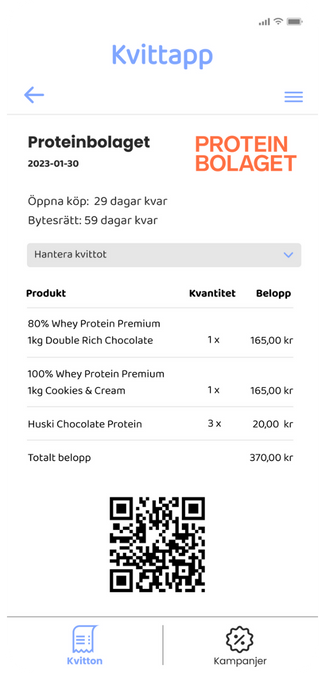 Kvittapp
Proteinbolaget
2023-01-30
PROTEIN
BOLAGET
Öppna köp: 29 dagar kvar
Bytesrätt: 59 dagar kvar
Hantera kvittot
Produkt Kvantitet Belopp
80% Whey Protein Premium
1kg Double Rich Chocolate 1 x 165,00 kr
100% Whey Protein Premium
1kg Cookies & Cream 1 x 165,00 kr
Huski Chocolate Protein 3 x 20,00 kr
Totalt belopp 370,00 kr
Kvitton Kampanjer